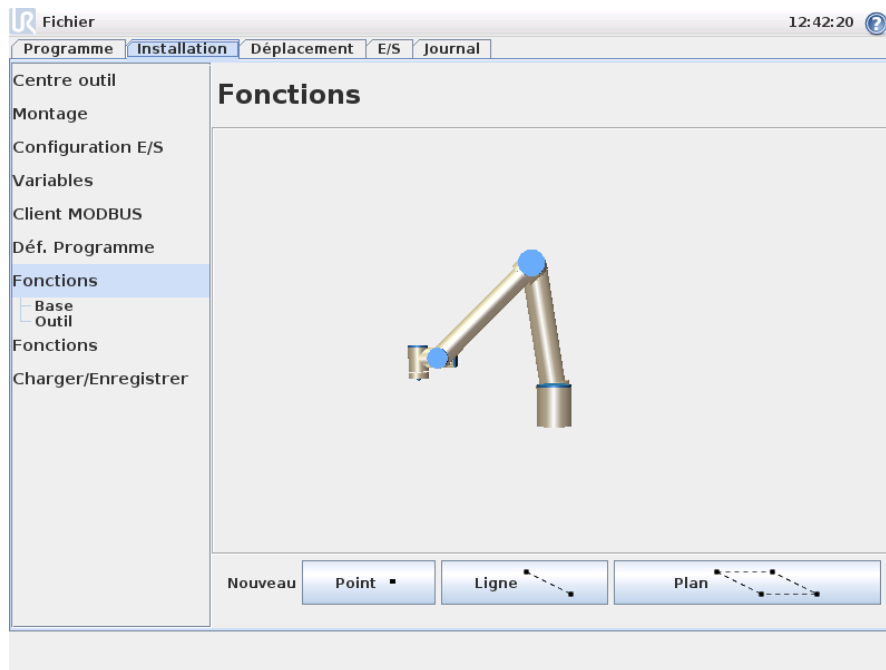 UR Fichier 12:42:20 ?
Programme Installation Déplacement E/S Journal
Centre outil
Fonctions
Montage
Configuration E/S
Variables
Client MODBUS
Déf. Programme
Fonctions
Base
Outil
Fonctions
Charger/Enregistrer
Nouveau Point Ligne Plan